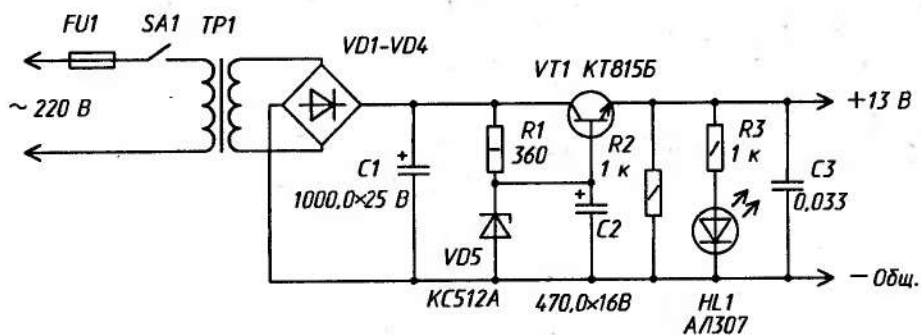 FU1
SA1
TP1
VD1-VD4
~ 220 В
VT1 КТ815Б
+13 В
R1
360
R2
1 к
R3
1 к
C1
+
1000,0×25 В
+
C2
C3
0,033
VD5
КС512А
470,0×16В
HL1
АЛ307
— Общ.